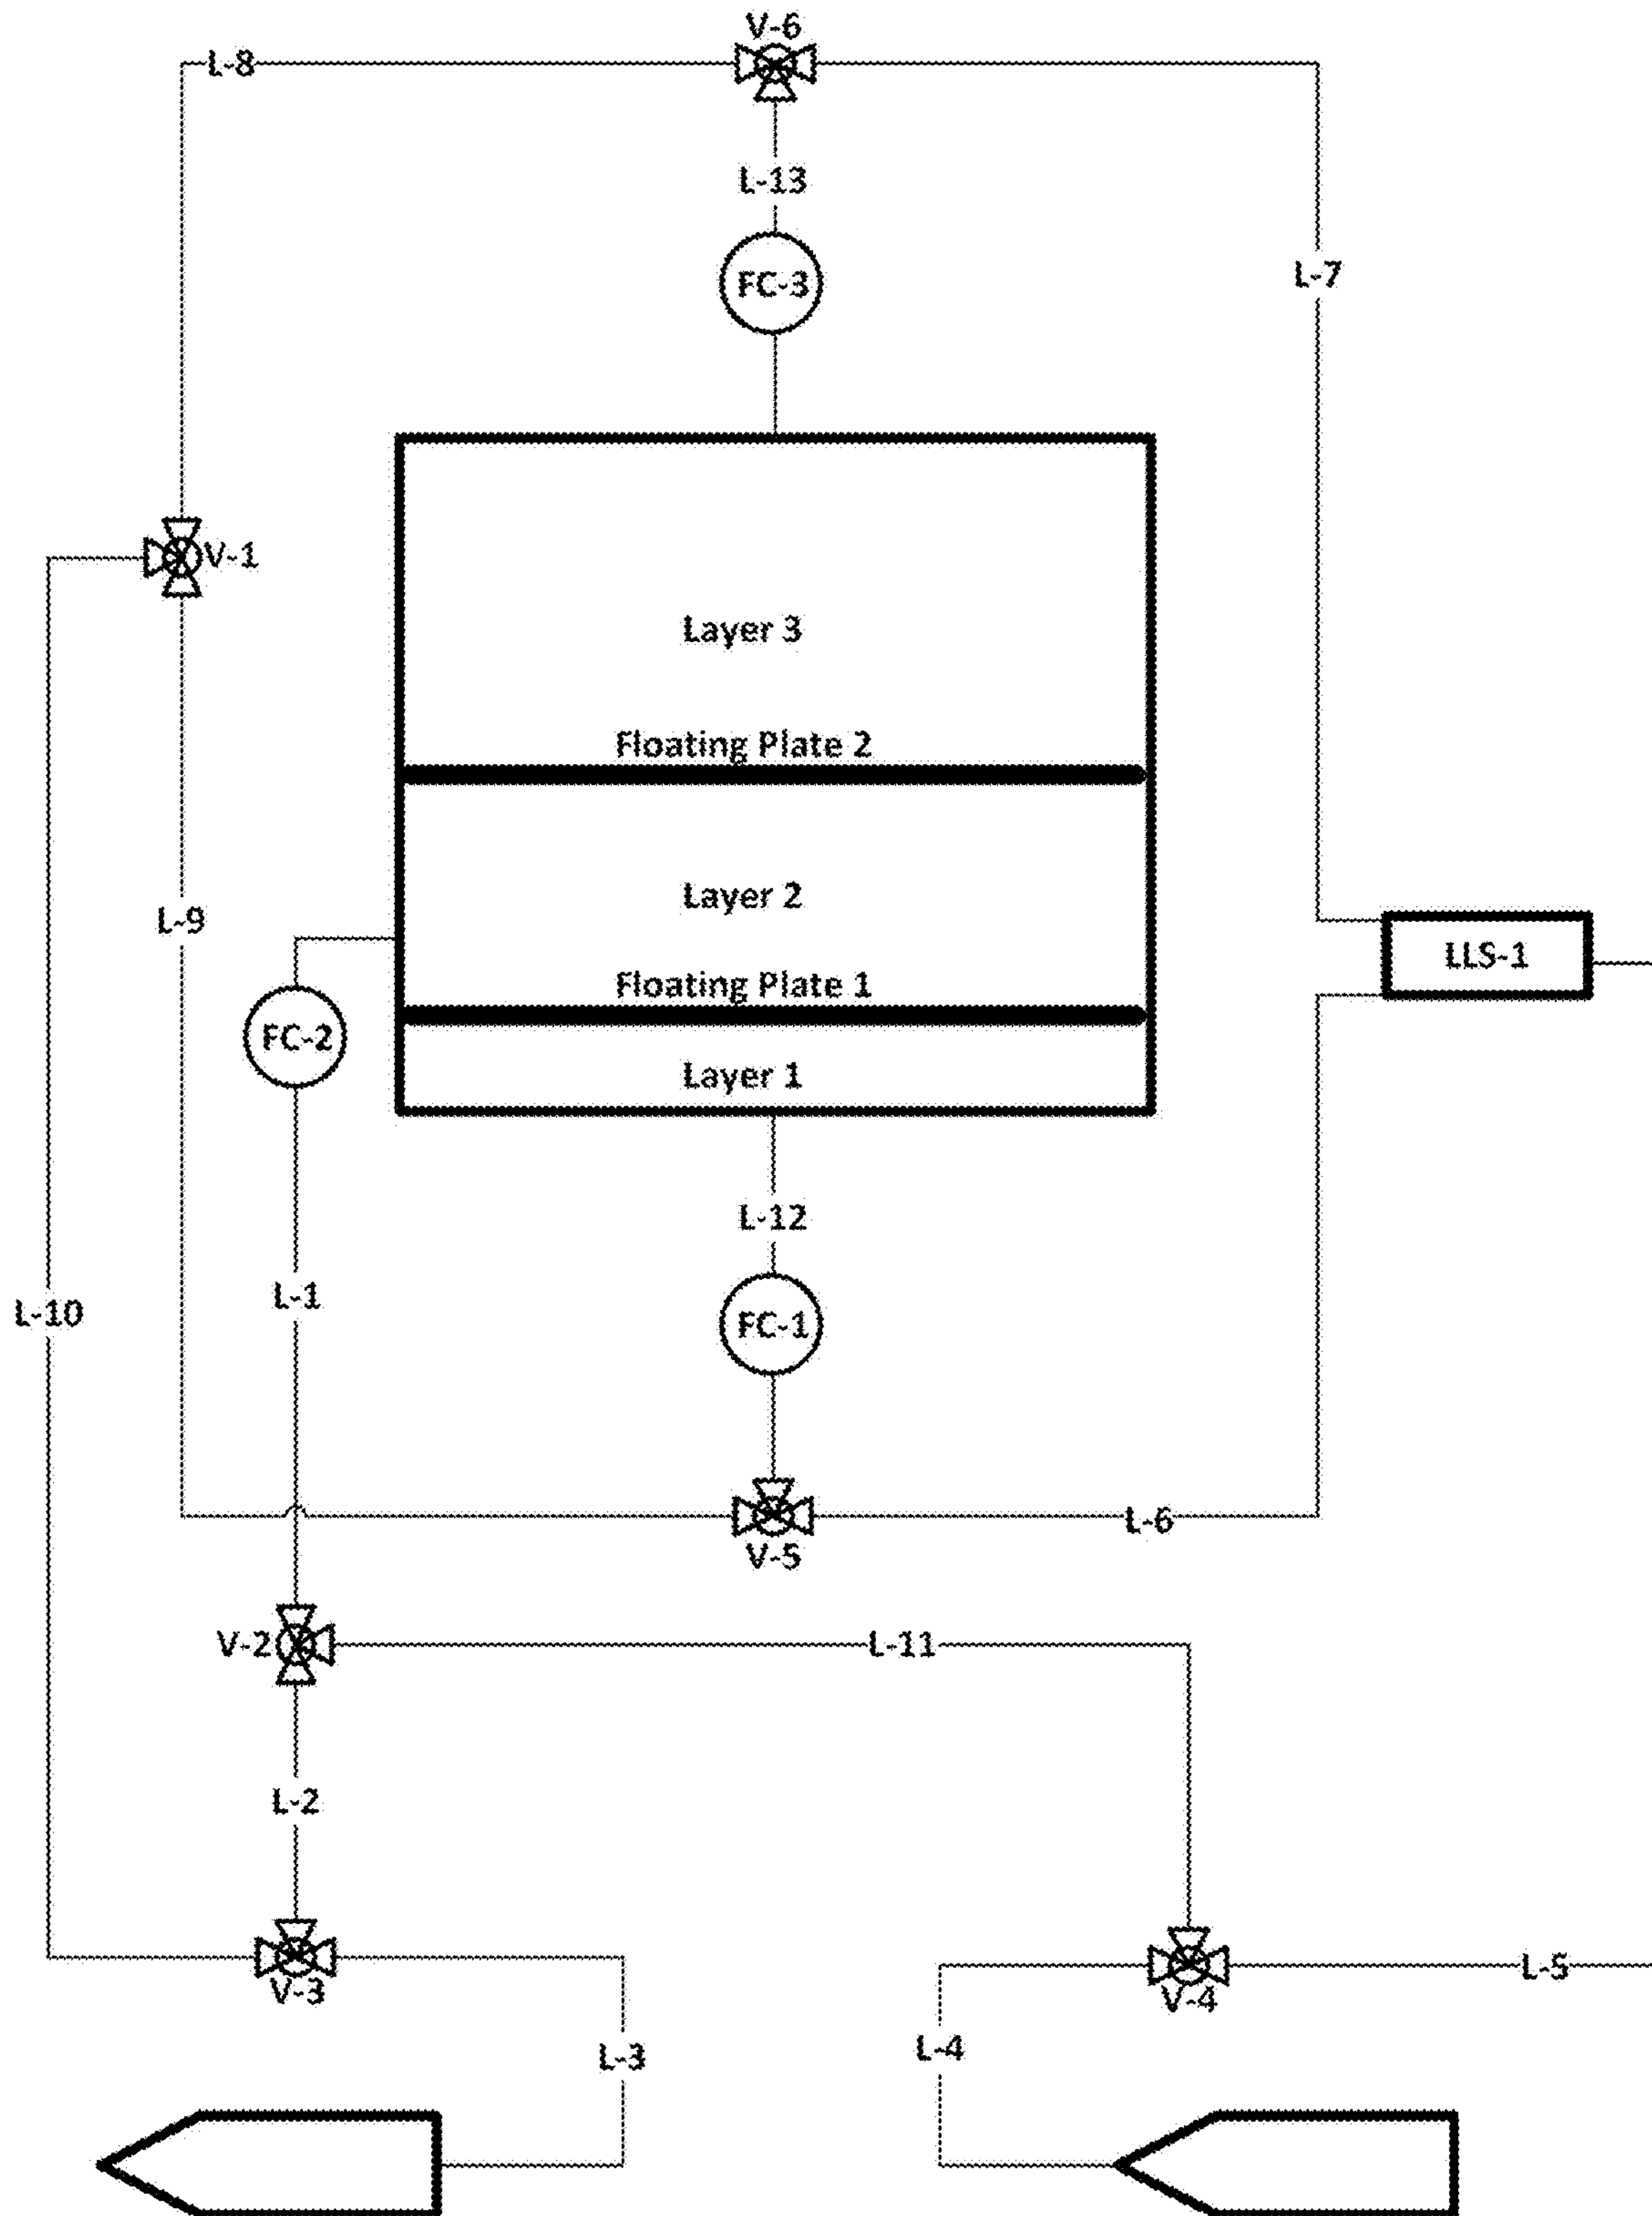 V-6
L-8
L-13
L-7
FC-3
V-1
Layer 3
Floating Plate 2
Layer 2
L-9
LLS-1
Floating Plate 1
FC-2
Layer 1
L-12
L-1
L-10
FC-1
L-6
V-5
V-2
L-11
L-2
L-5
V-3
V-4
L-3
L-4